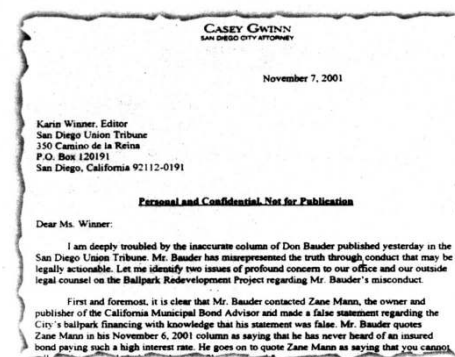 CASEY GWINN
SAN DIEGO CITY ATTORNEY
November 7, 2001
Karin Winner, Editor
San Diego Union Tribune
350 Camino de la Reina
P.O. Box 120191
San Diego, California 92112-0191
Personal and Confidential, Not for Publication
Dear Ms. Winner:
I am deeply troubled by the inaccurate column of Don Bauder published yesterday in the
San Diego Union Tribune. Mr. Bauder has misrepresented the truth through conduct that may be
legally actionable. Let me identify two issues of profound concern to our office and our outside
legal counsel on the Ballpark Redevelopment Project regarding Mr. Bauder's misconduct.
First and foremost, it is clear that Mr. Bauder contacted Zane Mann, the owner and
publisher of the California Municipal Bond Advisor and made a false statement regarding the
City's ballpark financing with knowledge that his statement was false. Mr. Bauder quotes
Zane Mann in his November 6, 2001 column as saying that he has never heard of an insured
bond paying such a high interest rate. He goes on to quote Zane Mann as saying that you cannot